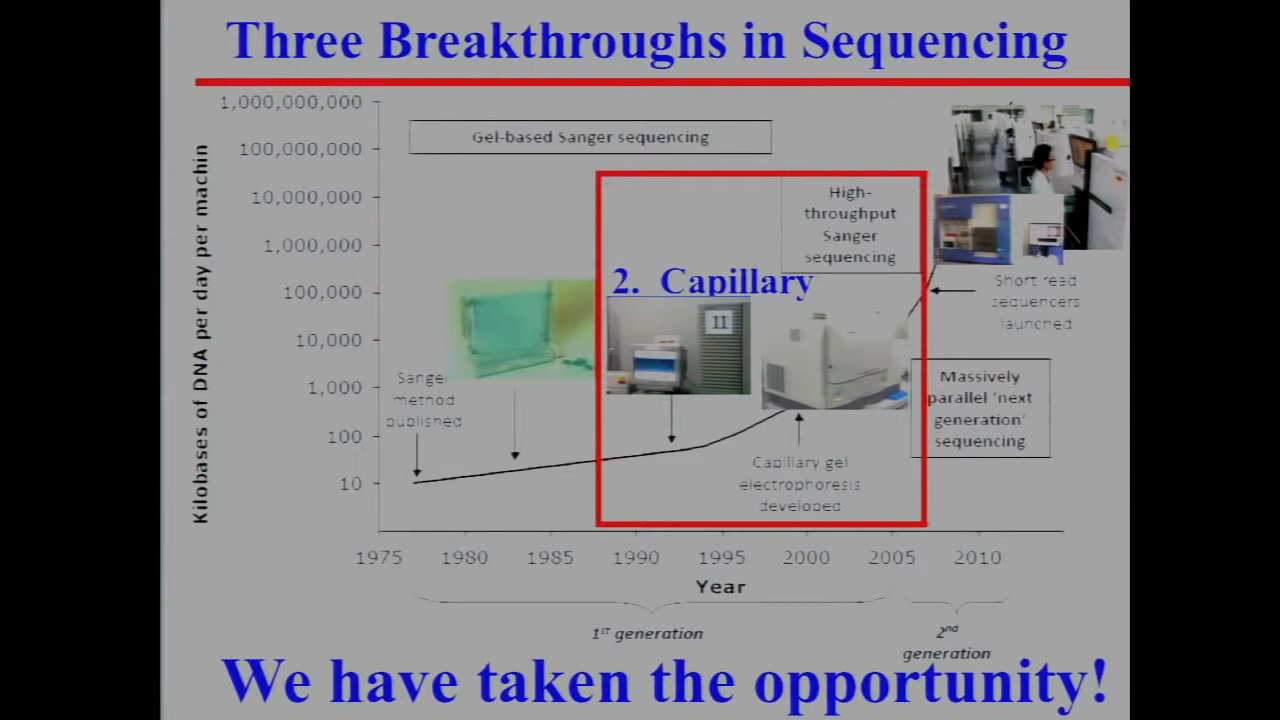 Three Breakthroughs in Sequencing
1,000,000,000
100,000,000
10,000,000
1,000,000
100,000
10,000
1,000
100
10
Kilobases of DNA per day per machin
Gel-based Sanger sequencing
High-
throughput
Sanger
sequencing
2. Capillary
11
Short read
sequencers
launched
Sange
method
published
Massively
parallel ‘next
generation’
sequencing
Capillary gel
electrophoresis
developed
1975 1980 1985 1990 1995 2000 2005 2010
Year
1ST generation
2nd
generation
We have taken the opportunity!